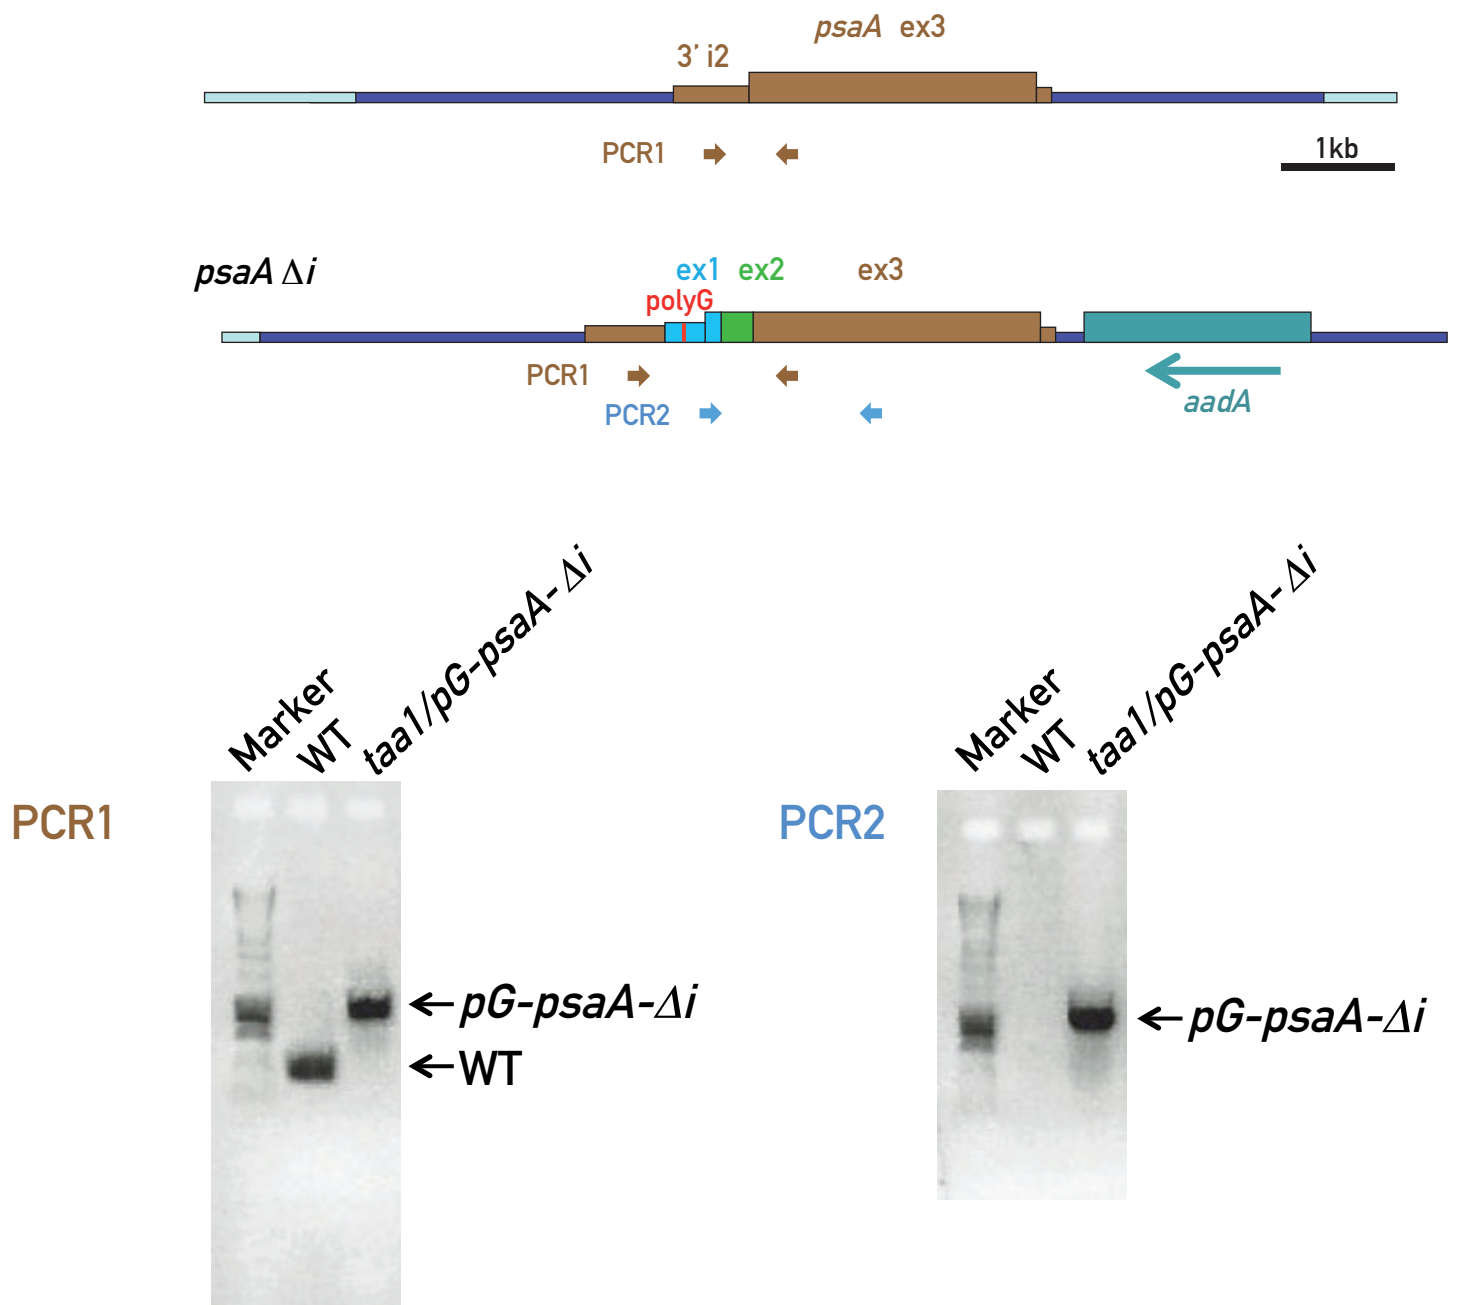 psaA ex3
3' i2
PCR1
1kb
psaA Δi
ex1 ex2 ex3
polyG
PCR1
aadA
PCR2
Marker
WT
taa1/pG-psaA-Δi
PCR1
pG-psaA-Δi
WT
Marker
WT
taa1/pG-psaA-Δi
PCR2
pG-psaA-Δi